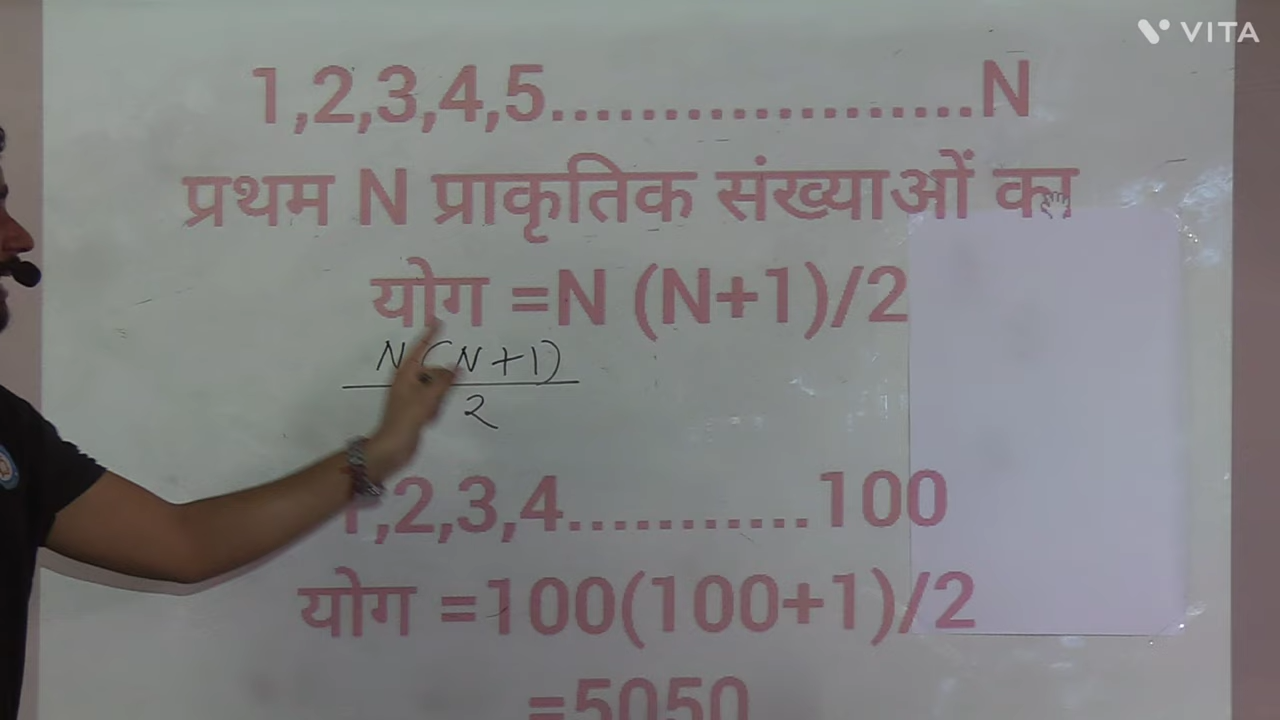 VITA
1,2,3,4,5...................N
प्रथम N प्राकृतिक संख्याओं का
योग =N (N+1)/2
N (N+1)
2
1,2,3,4...........100
योग =100(100+1)/2
=5050